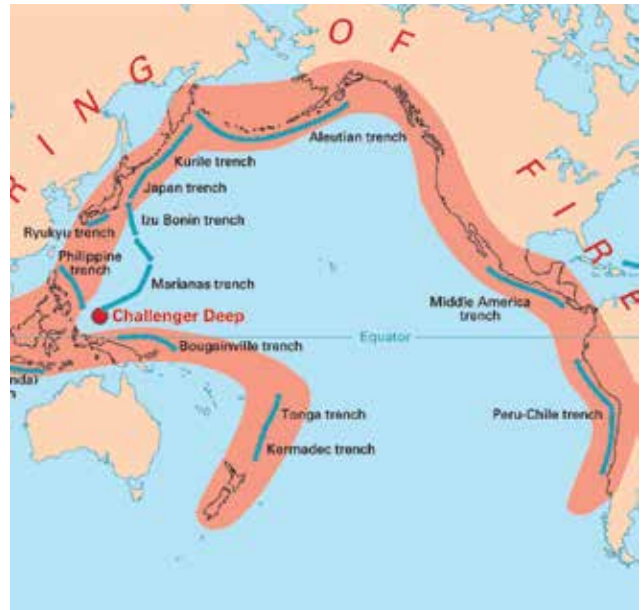 RING OF FIRE
Aleutian trench
Kurile trench
Japan trench
Izu Bonin trench
Ryukyu trench
Philippine
trench
Marianas trench
Challenger Deep
Middle America
trench
Bougainville trench
Equator
Tonga trench
Peru-Chile trench
Kermadec trench